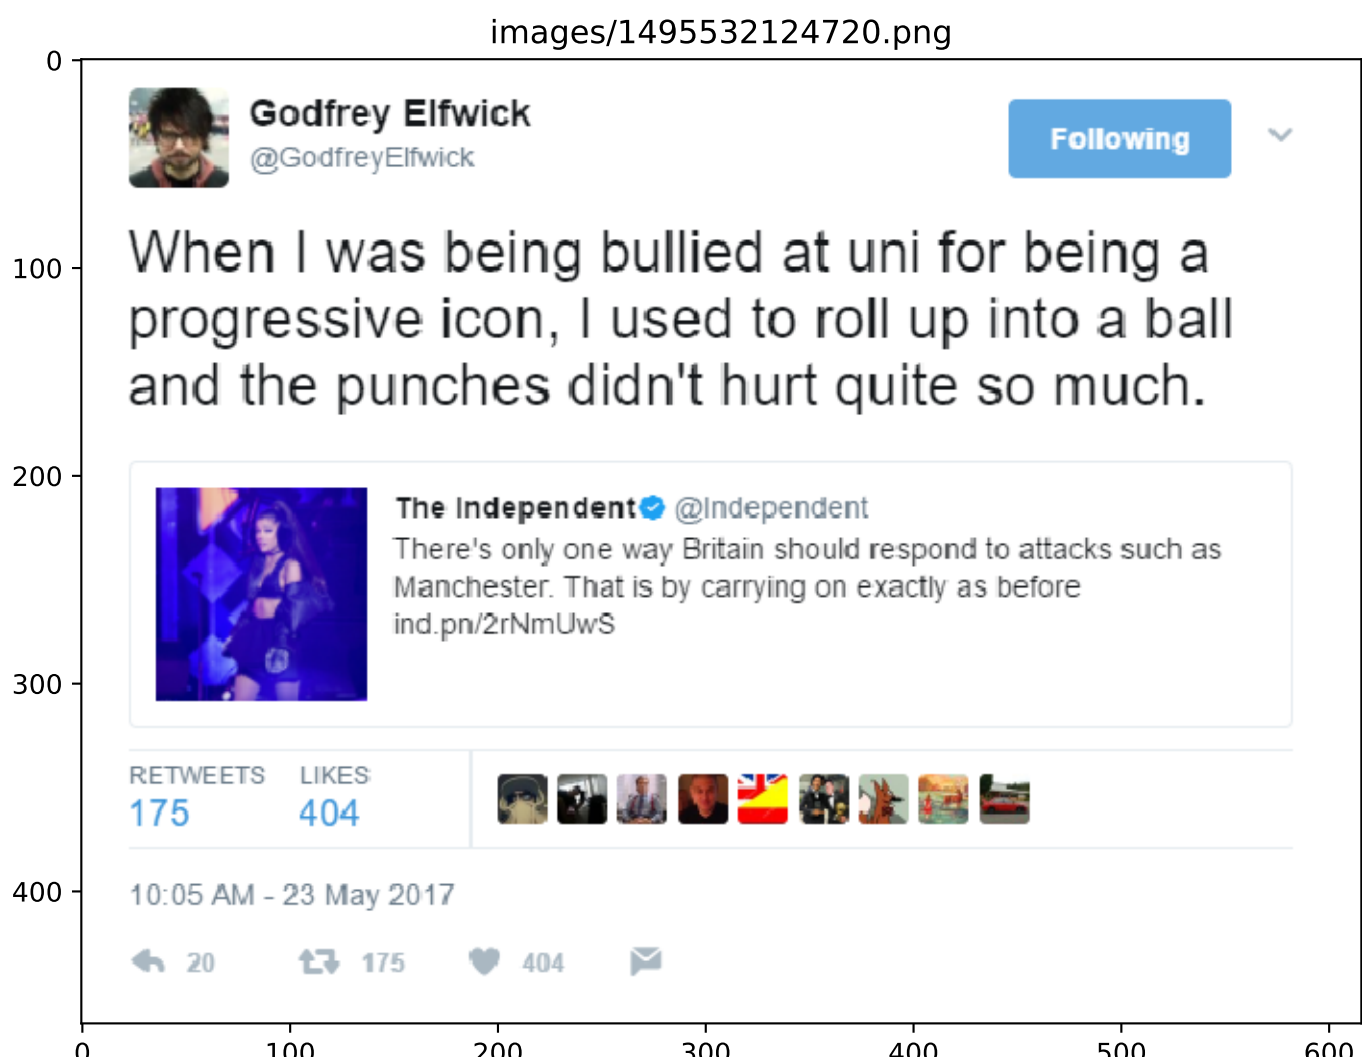 images/1495532124720.png
0
Godfrey Elfwick
@GodfreyElfwick
Following
When I was being bullied at uni for being a
100
progressive icon, I used to roll up into a ball
and the punches didn't hurt quite so much.
200
The Independent @Independent
There's only one way Britain should respond to attacks such as
Manchester. That is by carrying on exactly as before
ind.pn/2rNmUwS
300
RETWEETS LIKES
175 404
400
10:05 AM - 23 May 2017
20 175 404
0 100 200 300 400 500 600